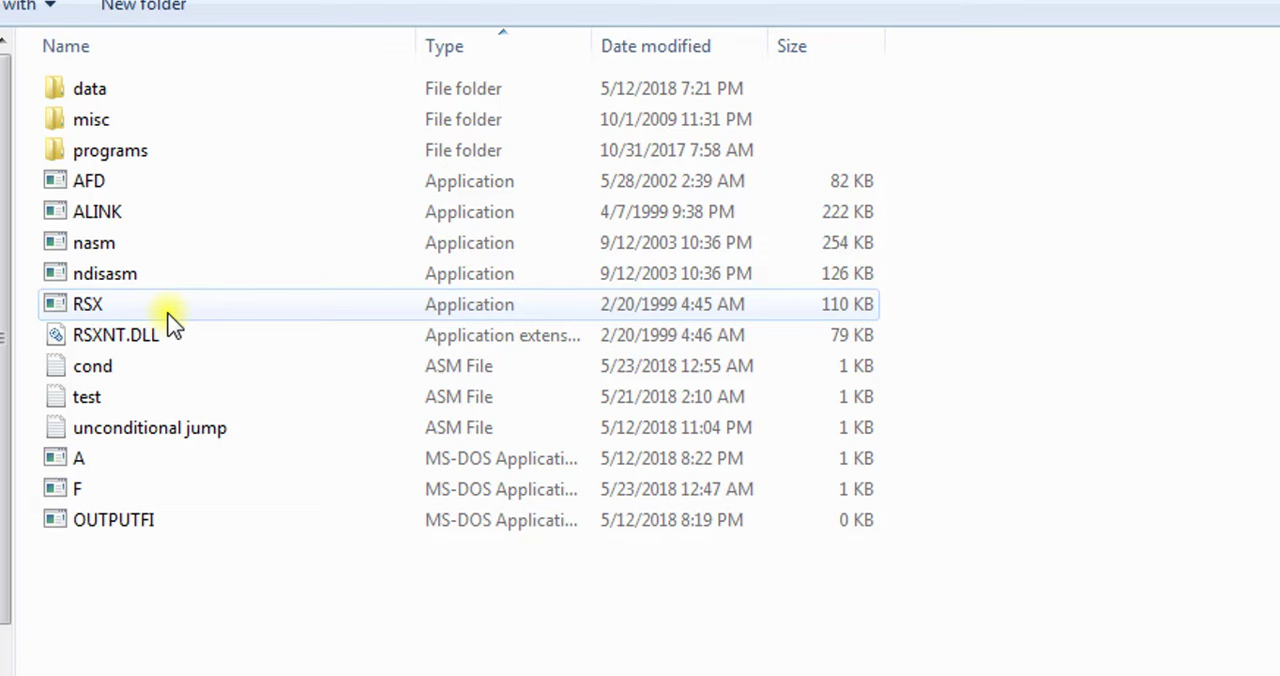 with New folder
Name Type Date modified Size
data File folder 5/12/2018 7:21 PM
misc File folder 10/1/2009 11:31 PM
programs File folder 10/31/2017 7:58 AM
AFD Application 5/28/2002 2:39 AM 82 KB
ALINK Application 4/7/1999 9:38 PM 222 KB
nasm Application 9/12/2003 10:36 PM 254 KB
ndisasm Application 9/12/2003 10:36 PM 126 KB
RSX Application 2/20/1999 4:45 AM 110 KB
RSXNT.DLL Application extens... 2/20/1999 4:46 AM 79 KB
cond ASM File 5/23/2018 12:55 AM 1 KB
test ASM File 5/21/2018 2:10 AM 1 KB
unconditional jump ASM File 5/12/2018 11:04 PM 1 KB
A MS-DOS Applicati... 5/12/2018 8:22 PM 1 KB
F MS-DOS Applicati... 5/23/2018 12:47 AM 1 KB
OUTPUTFI MS-DOS Applicati... 5/12/2018 8:19 PM 0 KB